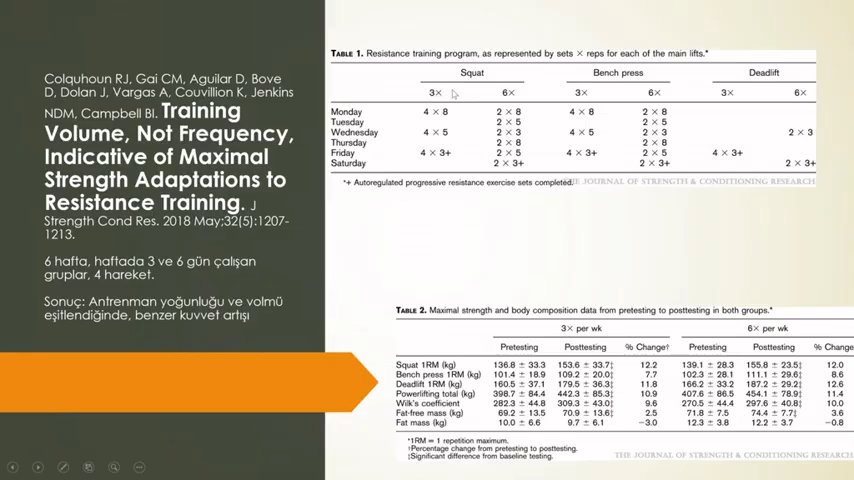 Colquhoun RJ, Gai CM, Aguilar D, Bove
D, Dolan J, Vargas A, Couvillion K, Jenkins
NDM, Campbell BI. Training
Volume, Not Frequency,
Indicative of Maximal
Strength Adaptations to
Resistance Training. J
Strength Cond Res. 2018 May;32(5):1207-
1213.
6 hafta, haftada 3 ve 6 gün çalışan
gruplar, 4 hareket.
Sonuç: Antrenman yoğunluğu ve volmü
eşitlendiğinde, benzer kuvvet artışı
TABLE 1. Resistance training program, as represented by sets × reps for each of the main lifts.*
Squat Bench press Deadlift
3× 6× 3× 6× 3× 6×
Monday 4 × 8 2 × 8 4 × 8 2 × 8
Tuesday 2 × 5 2 × 5
Wednesday 4 × 5 2 × 3 4 × 5 2 × 3 2 × 3
Thursday 2 × 8 2 × 8
Friday 4 × 3+ 2 × 5 4 × 3+ 2 × 5 4 × 3+
Saturday 2 × 3+ 2 × 3+ 2 × 3+
*+ Autoregulated progressive resistance exercise sets completed.
THE JOURNAL OF STRENGTH & CONDITIONING RESEARCH
TABLE 2. Maximal strength and body composition data from pretesting to posttesting in both groups.*
3× per wk 6× per wk
Pretesting Posttesting % Change† Pretesting Posttesting % Change†
Squat 1RM (kg) 136.8 ± 33.3 153.6 ± 33.7‡ 12.2 139.1 ± 28.3 155.8 ± 23.5‡ 12.0
Bench press 1RM (kg) 101.4 ± 18.9 109.2 ± 20.0‡ 7.7 102.3 ± 28.1 111.1 ± 29.6‡ 8.6
Deadlift 1RM (kg) 160.5 ± 37.1 179.5 ± 36.3‡ 11.8 166.2 ± 33.2 187.2 ± 29.2‡ 12.6
Powerlifting total (kg) 398.7 ± 84.4 442.3 ± 85.3‡ 10.9 407.6 ± 86.5 454.1 ± 78.9‡ 11.4
Wilk's coefficient 282.3 ± 44.8 309.3 ± 43.0‡ 9.6 270.5 ± 44.4 297.6 ± 40.8‡ 10.0
Fat-free mass (kg) 69.2 ± 13.5 70.9 ± 13.6‡ 2.5 71.8 ± 7.5 74.4 ± 7.7‡ 3.6
Fat mass (kg) 10.0 ± 6.6 9.7 ± 6.1 −3.0 12.3 ± 3.8 12.2 ± 3.7 −0.8
*1RM = 1 repetition maximum.
†Percentage change from pretesting to posttesting.
‡Significant difference from baseline testing.
THE JOURNAL OF STRENGTH & CONDITIONING RESEARCH